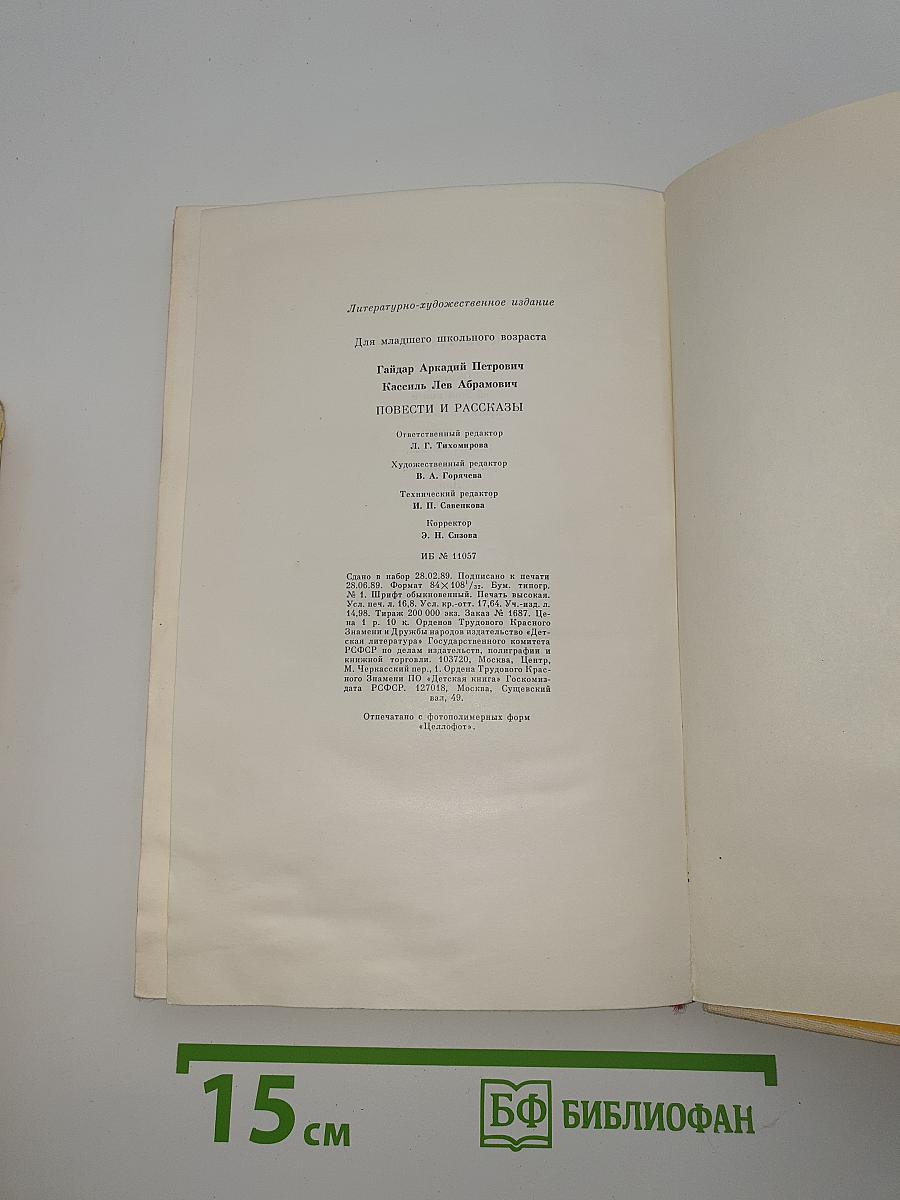 Литературно-художественное издание
Для младшего школьного возраста
Гайдар Аркадий Петрович
Кассиль Лев Абрамович
ПОВЕСТИ И РАССКАЗЫ
Ответственный редактор
Л. Г. Тихомирова
Художественный редактор
В. А. Горячева
Технический редактор
И. П. Савенкова
Корректор
Э. Н. Сизова
ИБ № 11057
Сдано в набор 28.02.89. Подписано к печати
28.06.89. Формат 84×108¹/₃₂. Бум. типогр.
№ 1. Шрифт обыкновенный. Печать высокая.
Усл. печ. л. 16,8. Усл. кр.-отт. 17,64. Уч.-изд. л.
14,98. Тираж 200 000 экз. Заказ № 1687. Це-
на 1 р. 10 к. Орденов Трудового Красного
Знамени и Дружбы народов издательство «Дет-
ская литература» Государственного комитета
РСФСР по делам издательств, полиграфии и
книжной торговли. 103720, Москва, Центр,
М. Черкасский пер., 1. Ордена Трудового Крас-
ного Знамени ПО «Детская книга» Госкомиз-
дата РСФСР. 127018, Москва, Сущевский
вал, 49.
Отпечатано с фотополимерных форм
«Целлофот».
15 см
БФ БИБЛИОФАН